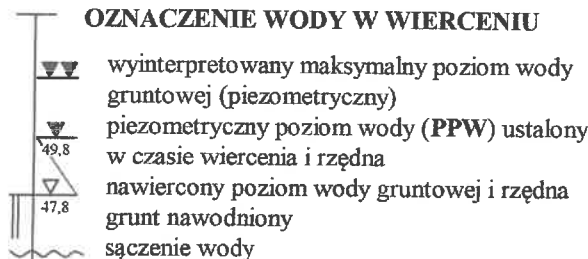 OZNACZENIE WODY W WIERCENIU
wyinterpretowany maksymalny poziom wody
gruntowej (piezometryczny)
piezometryczny poziom wody (PPW) ustalony
49,8
w czasie wiercenia i rzędna
nawiercony poziom wody gruntowej i rzędna
47,8
grunt nawodniony
sączenie wody